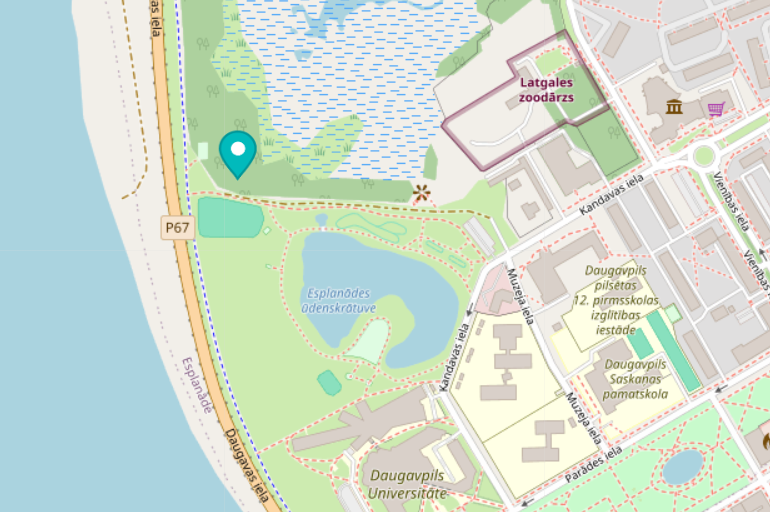 as iela
Latgales
zoodārzs
P67
Kandavas iela
Vienības iela
Vienības
Esplanādes
ūdenskrātuve
Muzeja iela
Daugavpils
pilsētas
12. pirmsskolas
izglītības
iestāde
Kandavas iela
Daugavpils
Saskaņas
pamatskola
Esplanāde
Muzeja iela
Daugavas iela
Parādes iela
Daugavpils
Universitāte